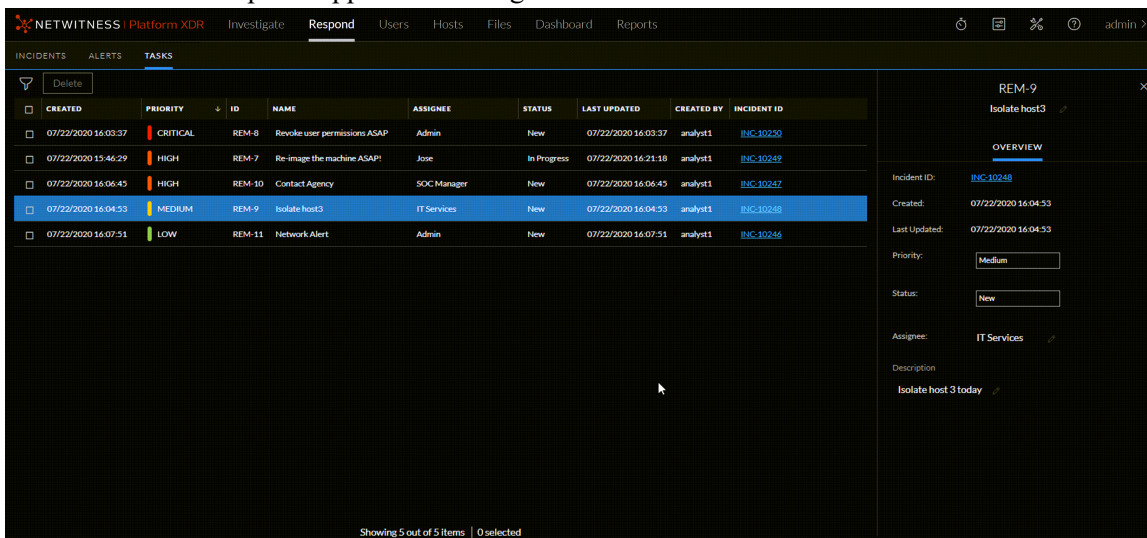 NETWITNESS | Platform XDR Investigate Respond Users Hosts Files Dashboard Reports admin >
INCIDENTS ALERTS TASKS
Delete
CREATED PRIORITY ↓ ID NAME ASSIGNEE STATUS LAST UPDATED CREATED BY INCIDENT ID
07/22/2020 16:03:37 CRITICAL REM-8 Revoke user permissions ASAP Admin New 07/22/2020 16:03:37 analyst1 INC-10250
07/22/2020 15:46:29 HIGH REM-7 Re-image the machine ASAP! Jose In Progress 07/22/2020 16:21:18 analyst1 INC-10249
07/22/2020 16:06:45 HIGH REM-10 Contact Agency SOC Manager New 07/22/2020 16:06:45 analyst1 INC-10247
07/22/2020 16:04:53 MEDIUM REM-9 Isolate host3 IT Services New 07/22/2020 16:04:53 analyst1 INC-10248
07/22/2020 16:07:51 LOW REM-11 Network Alert Admin New 07/22/2020 16:07:51 analyst1 INC-10246
Showing 5 out of 5 items | 0 selected
REM-9
Isolate host3
OVERVIEW
Incident ID: INC-10248
Created: 07/22/2020 16:04:53
Last Updated: 07/22/2020 16:04:53
Priority: Medium
Status: New
Assignee: IT Services
Description
Isolate host 3 today